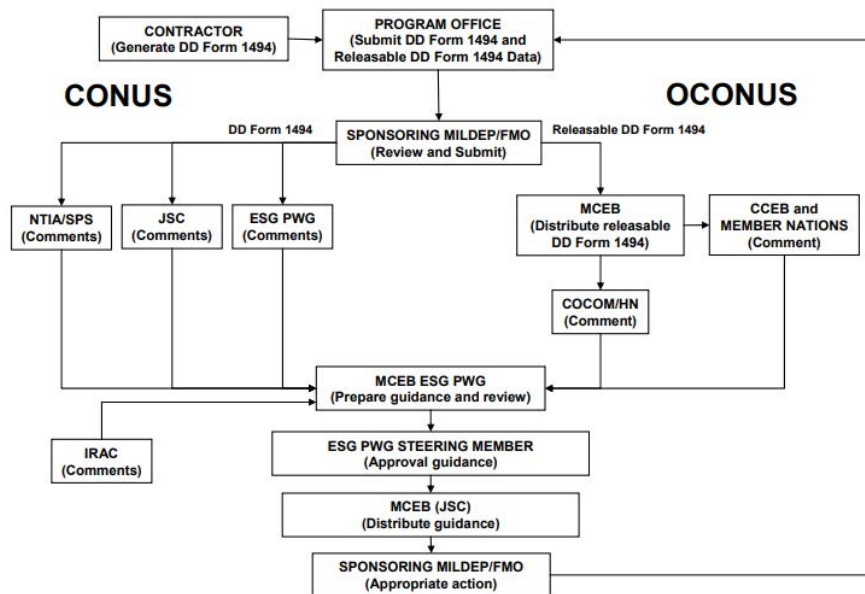 CONTRACTOR
(Generate DD Form 1494)
PROGRAM OFFICE
(Submit DD Form 1494 and
Releasable DD Form 1494 Data)
CONUS
OCONUS
DD Form 1494
SPONSORING MILDEP/FMO
(Review and Submit)
Releasable DD Form 1494
NTIA/SPS
(Comments)
JSC
(Comments)
ESG PWG
(Comments)
MCEB
(Distribute releasable
DD Form 1494)
CCEB and
MEMBER NATIONS
(Comment)
COCOM/HN
(Comment)
MCEB ESG PWG
(Prepare guidance and review)
IRAC
(Comments)
ESG PWG STEERING MEMBER
(Approval guidance)
MCEB (JSC)
(Distribute guidance)
SPONSORING MILDEP/FMO
(Appropriate action)